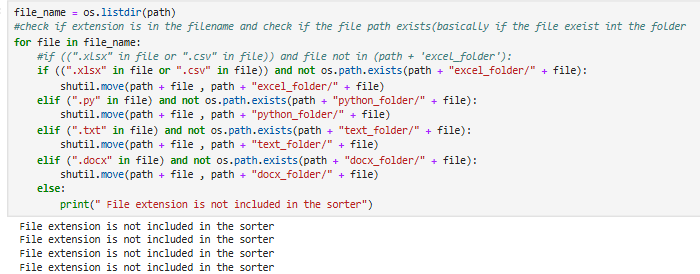 file_name = os.listdir(path)
#check if extension is in the filename and check if the file path exists(basically if the file exeist int the folder
for file in file_name:
#if ((".xlsx" in file or ".csv" in file)) and file not in (path + 'excel_folder'):
if ((".xlsx" in file or ".csv" in file)) and not os.path.exists(path + "excel_folder/" + file):
shutil.move(path + file , path + "excel_folder/" + file)
elif (".py" in file) and not os.path.exists(path + "python_folder/" + file):
shutil.move(path + file , path + "python_folder/" + file)
elif (".txt" in file) and not os.path.exists(path + "text_folder/" + file):
shutil.move(path + file , path + "text_folder/" + file)
elif (".docx" in file) and not os.path.exists(path + "docx_folder/" + file):
shutil.move(path + file , path + "docx_folder/" + file)
else:
print(" File extension is not included in the sorter")
File extension is not included in the sorter
File extension is not included in the sorter
File extension is not included in the sorter
File extension is not included in the sorter